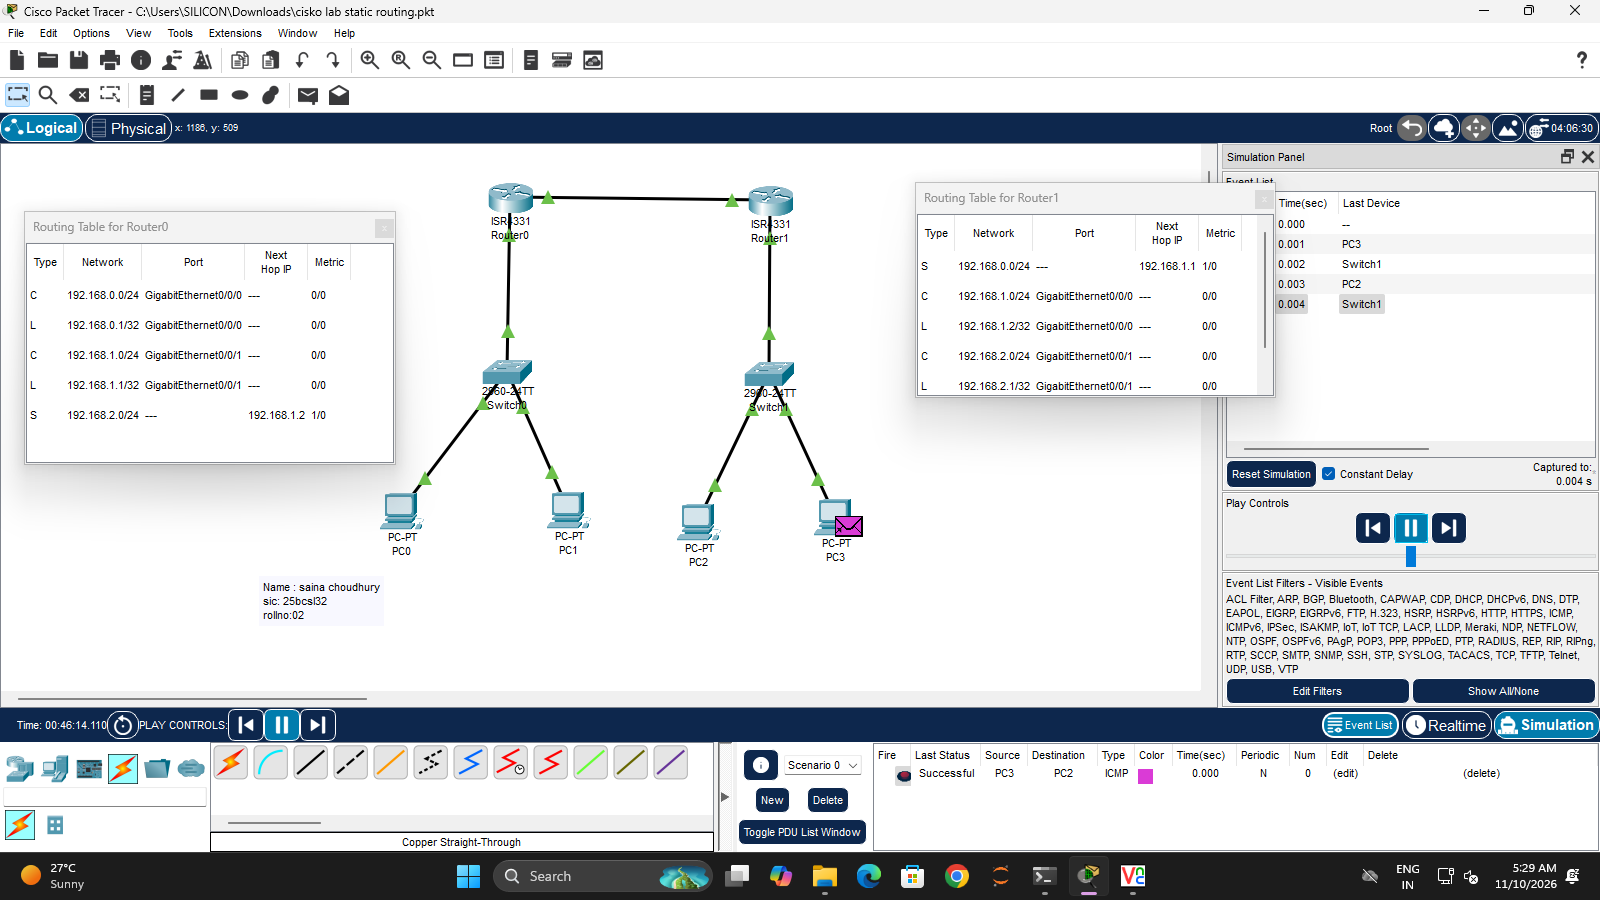 Cisco Packet Tracer - C:\Users\SILICON\Downloads\cisko lab static routing.pkt
File Edit Options View Tools Extensions Window Help
?
Logical Physical x: 1186, y: 509
Root 04:06:30
Routing Table for Router0
Type Network Port Next Hop IP Metric
C 192.168.0.0/24 GigabitEthernet0/0/0 --- 0/0
L 192.168.0.1/32 GigabitEthernet0/0/0 --- 0/0
C 192.168.1.0/24 GigabitEthernet0/0/1 --- 0/0
L 192.168.1.1/32 GigabitEthernet0/0/1 --- 0/0
S 192.168.2.0/24 --- 192.168.1.2 1/0
ISR4331
Router0
ISR4331
Router1
2960-24TT
Switch0
2960-24TT
Switch1
PC-PT
PC0
PC-PT
PC1
PC-PT
PC2
PC-PT
PC3
Name : saina choudhury
sic: 25bcsl32
rollno:02
Routing Table for Router1
Type Network Port Next Hop IP Metric
S 192.168.0.0/24 --- 192.168.1.1 1/0
C 192.168.1.0/24 GigabitEthernet0/0/0 --- 0/0
L 192.168.1.2/32 GigabitEthernet0/0/0 --- 0/0
C 192.168.2.0/24 GigabitEthernet0/0/1 --- 0/0
L 192.168.2.1/32 GigabitEthernet0/0/1 --- 0/0
Simulation Panel
Event List
Time(sec) Last Device
0.000 --
0.001 PC3
0.002 Switch1
0.003 PC2
0.004 Switch1
Reset Simulation Constant Delay Captured to:
0.004 s
Play Controls
Event List Filters - Visible Events
ACL Filter, ARP, BGP, Bluetooth, CAPWAP, CDP, DHCP, DHCPv6, DNS, DTP,
EAPOL, EIGRP, EIGRPv6, FTP, H.323, HSRP, HSRPv6, HTTP, HTTPS, ICMP,
ICMPv6, IPSec, ISAKMP, IoT, IoT TCP, LACP, LLDP, Meraki, NDP, NETFLOW,
NTP, OSPF, OSPFv6, PAgP, POP3, PPP, PPPoED, PTP, RADIUS, REP, RIP, RIPng,
RTP, SCCP, SMTP, SNMP, SSH, STP, SYSLOG, TACACS, TCP, TFTP, Telnet,
UDP, USB, VTP
Edit Filters Show All/None
Time: 00:46:14.110 PLAY CONTROLS:
Event List Realtime Simulation
Copper Straight-Through
Scenario 0
New Delete
Toggle PDU List Window
Fire Last Status Source Destination Type Color Time(sec) Periodic Num Edit Delete
Successful PC3 PC2 ICMP 0.000 N 0 (edit) (delete)
27°C
Sunny
Search
ENG
IN
5:29 AM
11/10/2026